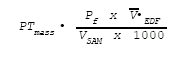 PT_mass • P_f x V̅•_EDF
V_SAM x 1000